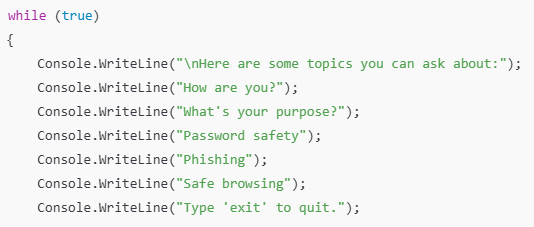 while (true)
{
    Console.WriteLine("\nHere are some topics you can ask about:");
    Console.WriteLine("How are you?");
    Console.WriteLine("What's your purpose?");
    Console.WriteLine("Password safety");
    Console.WriteLine("Phishing");
    Console.WriteLine("Safe browsing");
    Console.WriteLine("Type 'exit' to quit.");